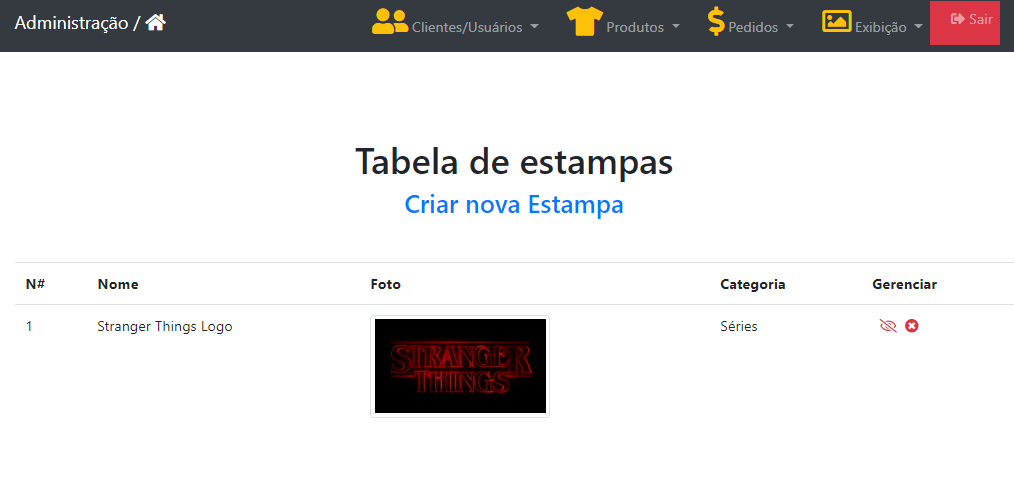 Administração / Clientes/Usuários Produtos Pedidos Exibição Sair
Tabela de estampas
Criar nova Estampa
N# Nome Foto Categoria Gerenciar
1 Stranger Things Logo STRANGER Séries
THINGS